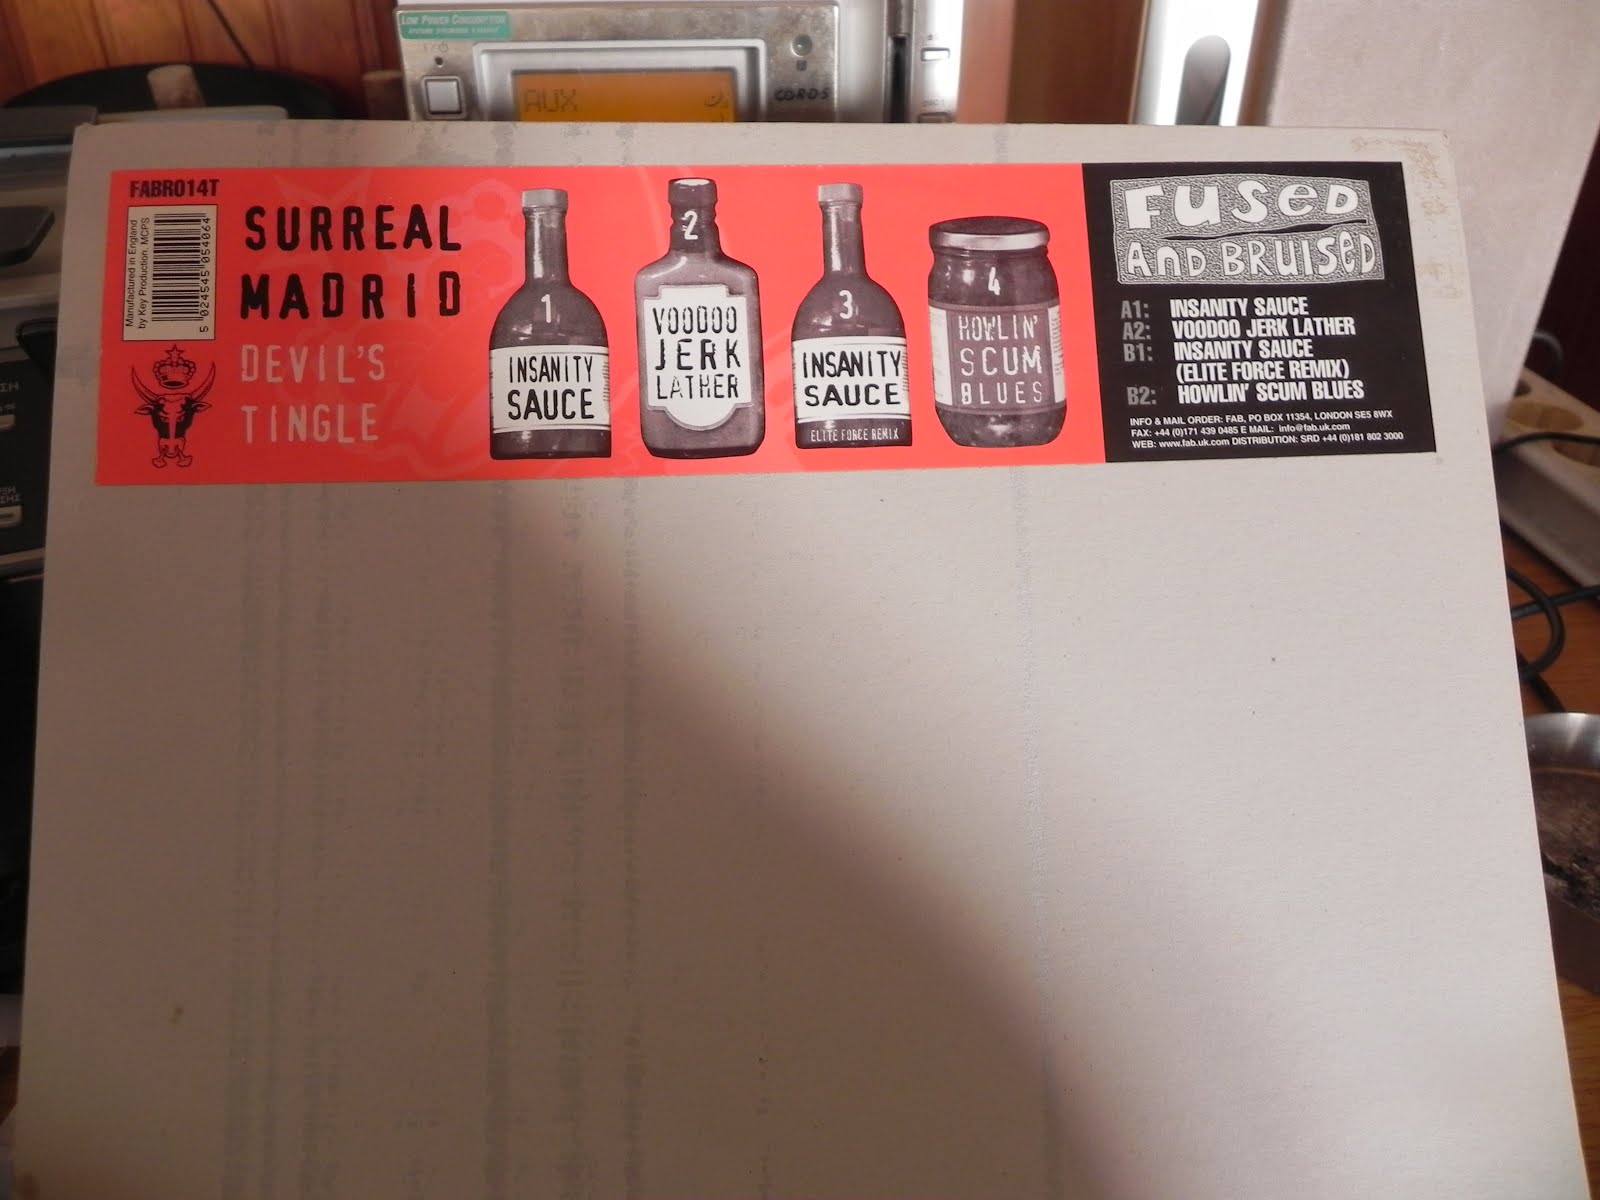 LOW POWER CONSUMPTION
I/
AUX
CORDS
FABR014T
Manufactured in England
by Key Production. MCPS
5 024545 054064
SURREAL
MADRID
DEVIL'S
TINGLE
1
INSANITY
SAUCE
2
VOODOO
JERK
LATHER
3
INSANITY
SAUCE
ELITE FORCE REMIX
4
HOWLIN'
SCUM
BLUES
FUSED
AND BRUISED
A1: INSANITY SAUCE
A2: VOODOO JERK LATHER
B1: INSANITY SAUCE
(ELITE FORCE REMIX)
B2: HOWLIN' SCUM BLUES
INFO & MAIL ORDER: FAB, PO BOX 11354, LONDON SE5 8WX
FAX: +44 (0)171 439 0485 E MAIL: info@fab.uk.com
WEB: www.fab.uk.com DISTRIBUTION: SRD +44 (0)181 802 3000